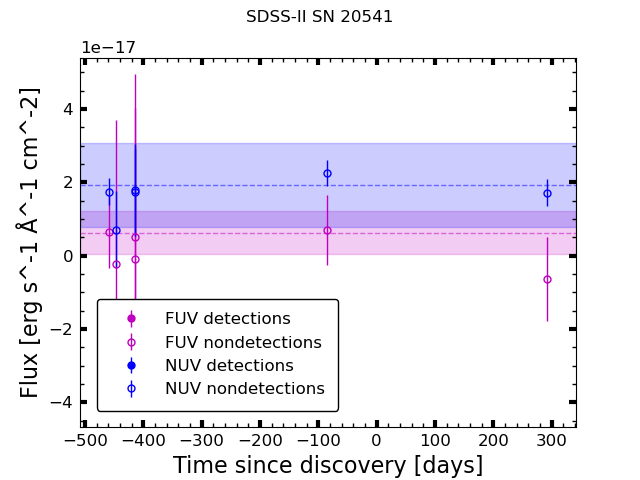 SDSS-II SN 20541
1e−17
Flux [erg s^-1 Å^-1 cm^-2]
4
2
0
−2
−4
FUV detections
FUV nondetections
NUV detections
NUV nondetections
−500 −400 −300 −200 −100 0 100 200 300
Time since discovery [days]